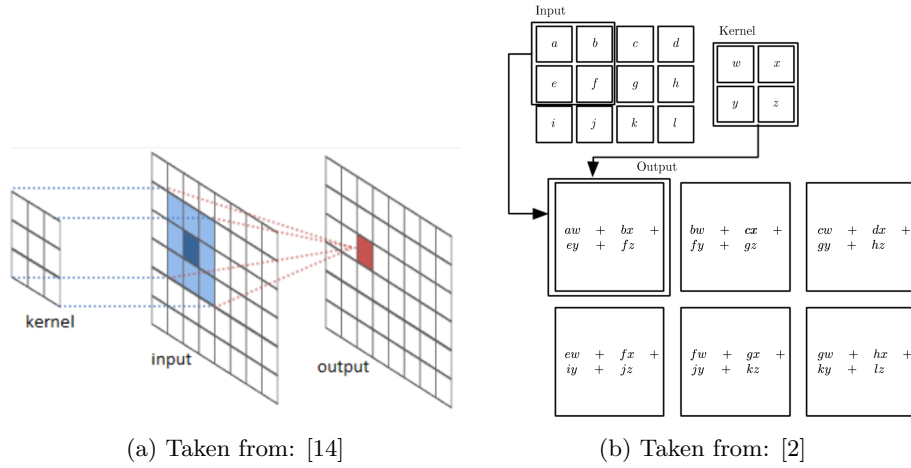 kernel
input
output
(a) Taken from: [14]
Input
a b c d
e f g h
i j k l
Kernel
w x
y z
Output
aw + bx +
ey + fz
bw + cx +
fy + gz
cw + dx +
gy + hz
ew + fx +
iy + jz
fw + gx +
jy + kz
gw + hx +
ky + lz
(b) Taken from: [2]